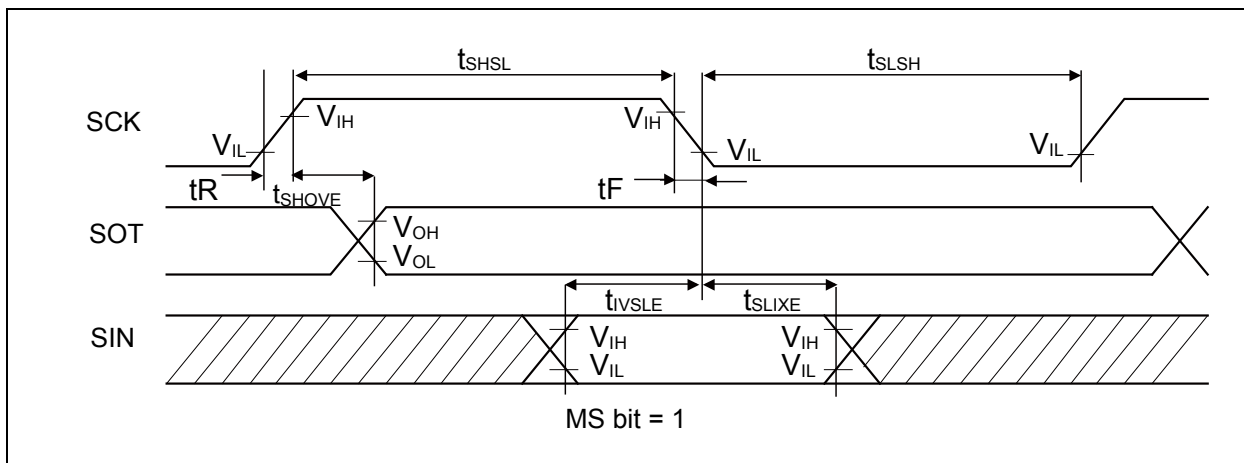 tSHSL tSLSH
SCK VIH VIH
VIL VIL VIL
tR tSHOVE tF
SOT VOH
VOL
tIVSLE tSLIXE
SIN VIH VIH
VIL VIL
MS bit = 1